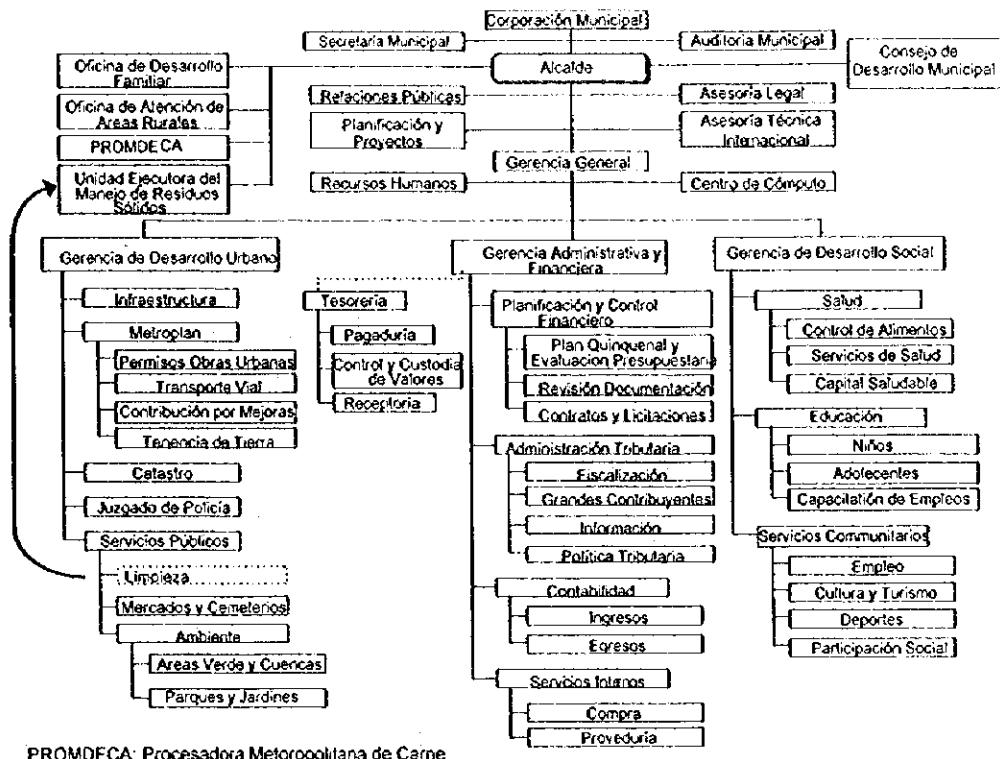 Corporación Municipal
Secretaría Municipal
Auditoria Municipal
Oficina de Desarrollo
Familiar
Alcalde
Consejo de
Desarrollo Municipal
Oficina de Atención de
Areas Rurales
Relaciones Públicas
Asesoría Legal
PROMDECA
Planificación y
Proyectos
Asesoría Técnica
Internacional
Gerencia General
Unidad Ejecutora del
Manejo de Residuos
Sólidos
Recursos Humanos
Centro de Cómputo
Gerencia de Desarrollo Urbano
Infraestructura
Metroplan
Permisos Obras Urbanas
Transporte Vial
Contribución por Mejoras
Tenencia de Tierra
Catastro
Juzgado de Policía
Servicios Públicos
Limpieza
Mercados y Cemeterios
Ambiente
Areas Verde y Cuencas
Parques y Jardines
Gerencia Administrativa y
Financiera
Tesorería
Pagaduría
Control y Custodia
de Valores
Receptoria
Planificación y Control
Financiero
Plan Quinquenal y
Evaluacion Presupuestaria
Revisión Documentación
Contratos y Licitaciones
Administración Tributaria
Fiscalización
Grandes Contribuyentes
Información
Política Tributaria
Contabilidad
Ingresos
Egresos
Servicios Internos
Compra
Proveduría
Gerencia de Desarrollo Social
Salud
Control de Alimentos
Servicios de Salud
Capital Saludable
Educación
Niños
Adolecentes
Capacitatión de Empleos
Servicios Communitarios
Empleo
Cultura y Turismo
Deportes
Participación Social
PROMDECA: Procesadora Metoropolitana de Carne